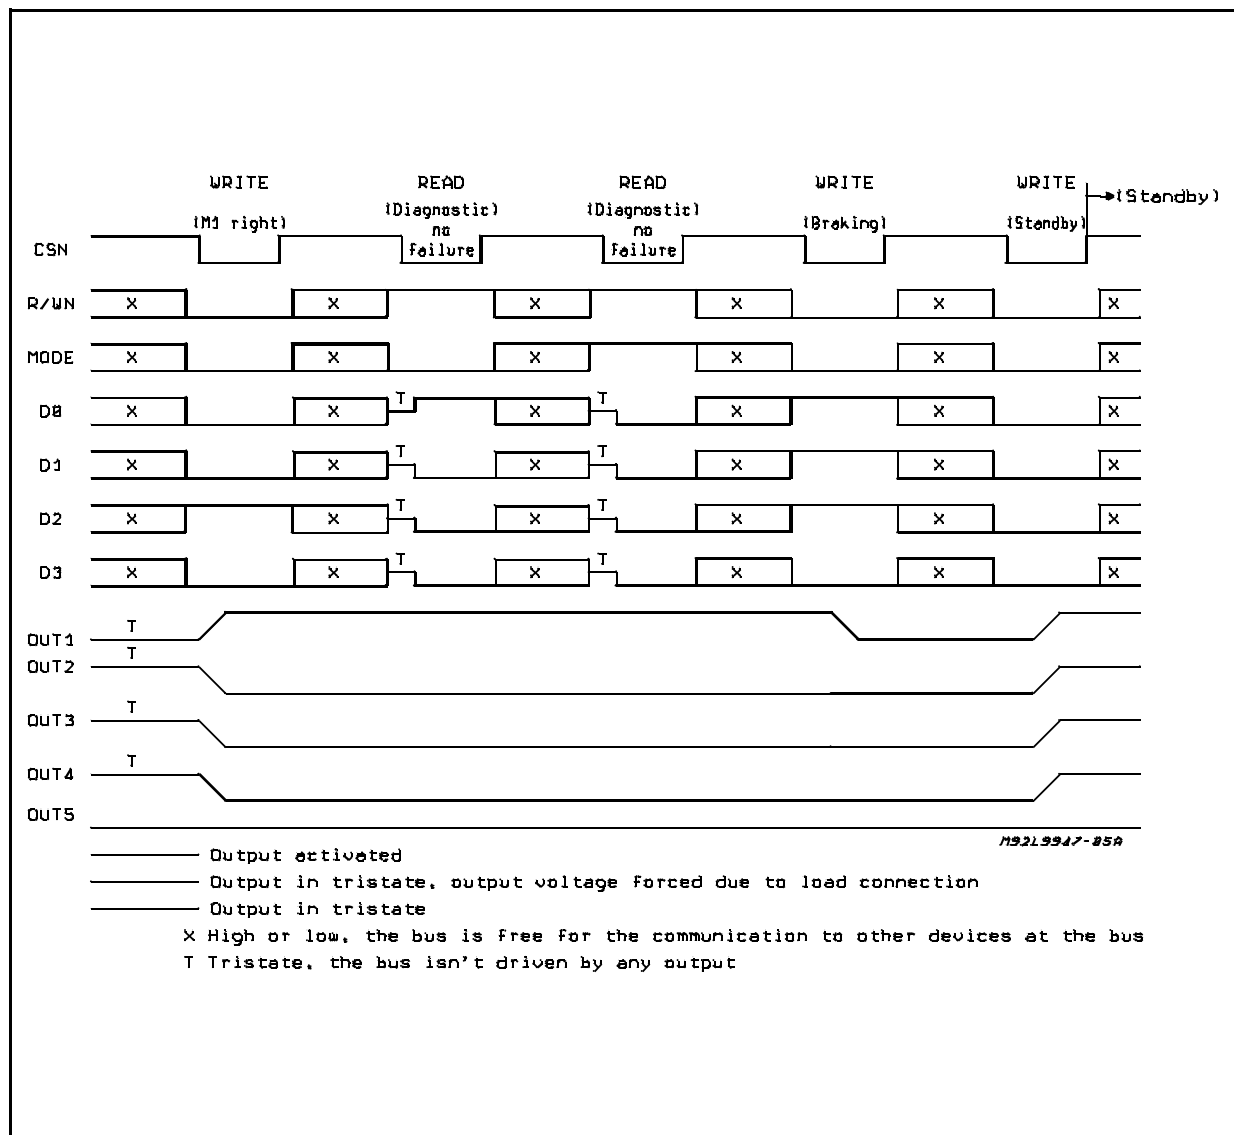 WRITE READ READ WRITE WRITE
(Standby)
(M1 right) (Diagnostic) (Diagnostic) (Braking) (Standby)
no no
CSN failure failure
R/WN X X X X X X
MODE X X X X X X
D0 X X T X T X X X
D1 X X T X T X X X
D2 X X T X T X X X
D3 X X T X T X X X
T
OUT1
T
OUT2
T
OUT3
T
OUT4
OUT5
M92L9947-05A
Output activated
Output in tristate, output voltage forced due to load connection
Output in tristate
X High or low, the bus is free for the communication to other devices at the bus
T Tristate, the bus isn't driven by any output